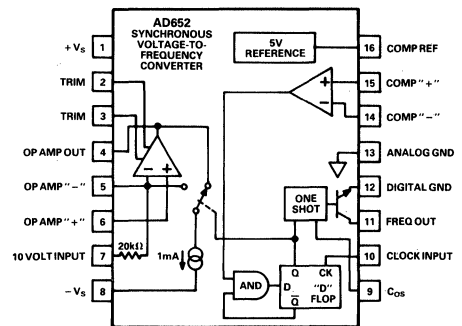 AD652
SYNCHRONOUS
VOLTAGE-TO-
FREQUENCY
CONVERTER
5V
REFERENCE
+VS 1
TRIM 2
TRIM 3
OP AMP OUT 4
OP AMP "−" 5
OP AMP "+" 6
10 VOLT INPUT 7
−VS 8
16 COMP REF
15 COMP "+"
14 COMP "−"
13 ANALOG GND
12 DIGITAL GND
11 FREQ OUT
10 CLOCK INPUT
9 COS
+
−
− +
20kΩ
1mA
ONE
SHOT
AND
Q CK
D "D"
FLOP
Q̅